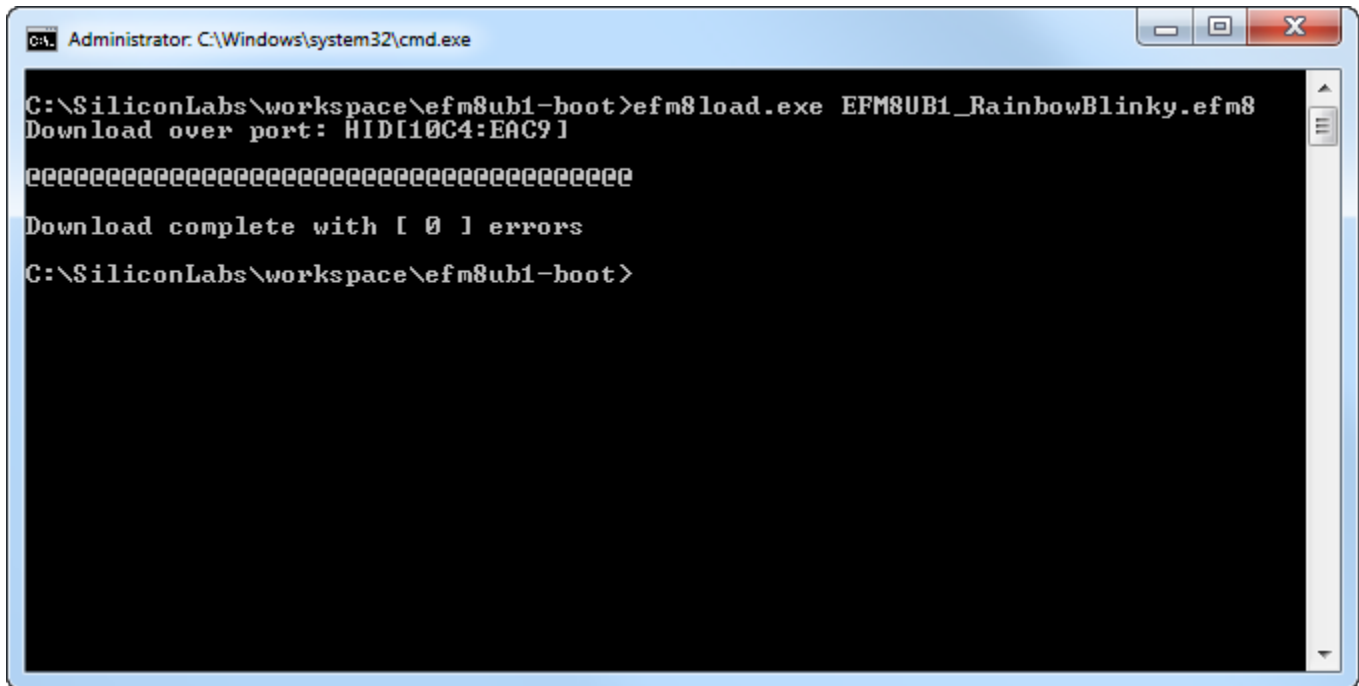 Administrator: C:\Windows\system32\cmd.exe
C:\SiliconLabs\workspace\efm8ub1-boot>efm8load.exe EFM8UB1_RainbowBlinky.efm8
Download over port: HID[10C4:EAC9]
@@@@@@@@@@@@@@@@@@@@@@@@@@@@@@@@@@@@@@
Download complete with [ 0 ] errors
C:\SiliconLabs\workspace\efm8ub1-boot>